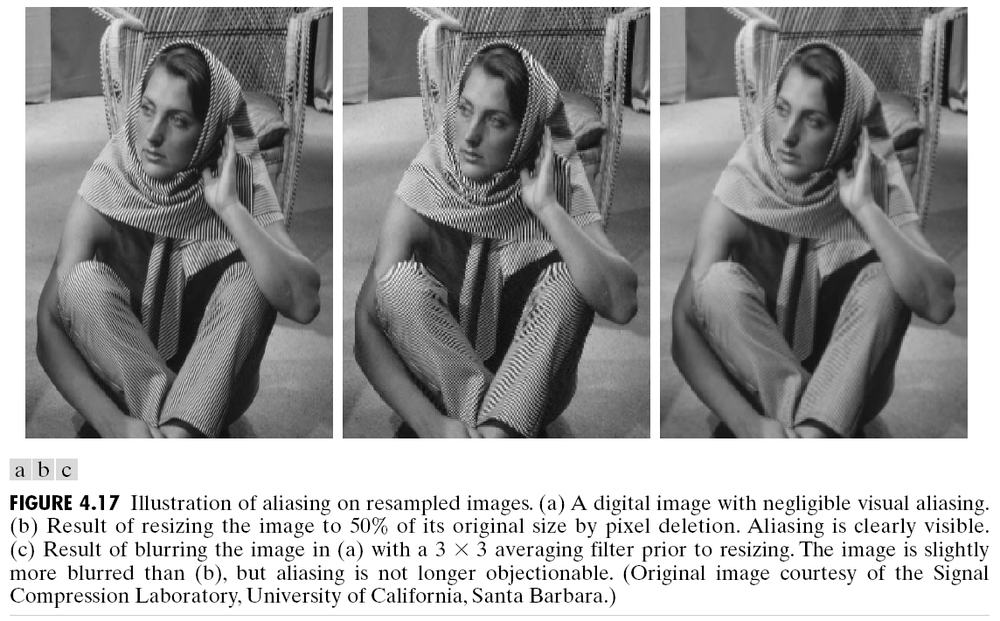 a b c
FIGURE 4.17 Illustration of aliasing on resampled images. (a) A digital image with negligible visual aliasing.
(b) Result of resizing the image to 50% of its original size by pixel deletion. Aliasing is clearly visible.
(c) Result of blurring the image in (a) with a 3 × 3 averaging filter prior to resizing. The image is slightly
more blurred than (b), but aliasing is not longer objectionable. (Original image courtesy of the Signal
Compression Laboratory, University of California, Santa Barbara.)